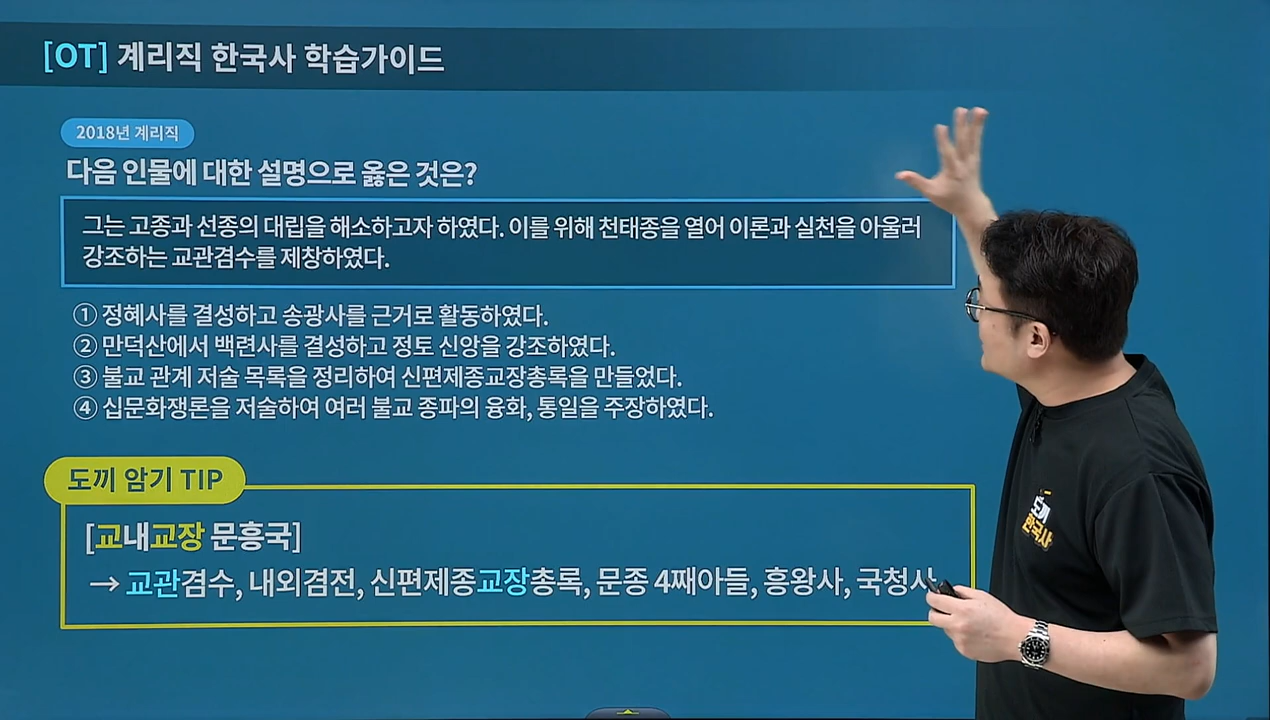 [OT] 계리직 한국사 학습가이드
2018년 계리직
다음 인물에 대한 설명으로 옳은 것은?
그는 고종과 선종의 대립을 해소하고자 하였다. 이를 위해 천태종을 열어 이론과 실천을 아울러
강조하는 교관겸수를 제창하였다.
① 정혜사를 결성하고 송광사를 근거로 활동하였다.
② 만덕산에서 백련사를 결성하고 정토 신앙을 강조하였다.
③ 불교 관계 저술 목록을 정리하여 신편제종교장총록을 만들었다.
④ 십문화쟁론을 저술하여 여러 불교 종파의 융화, 통일을 주장하였다.
도끼 암기 TIP
[교내교장 문흥국]
→ 교관겸수, 내외겸전, 신편제종교장총록, 문종 4째아들, 흥왕사, 국청사
도끼
한국사